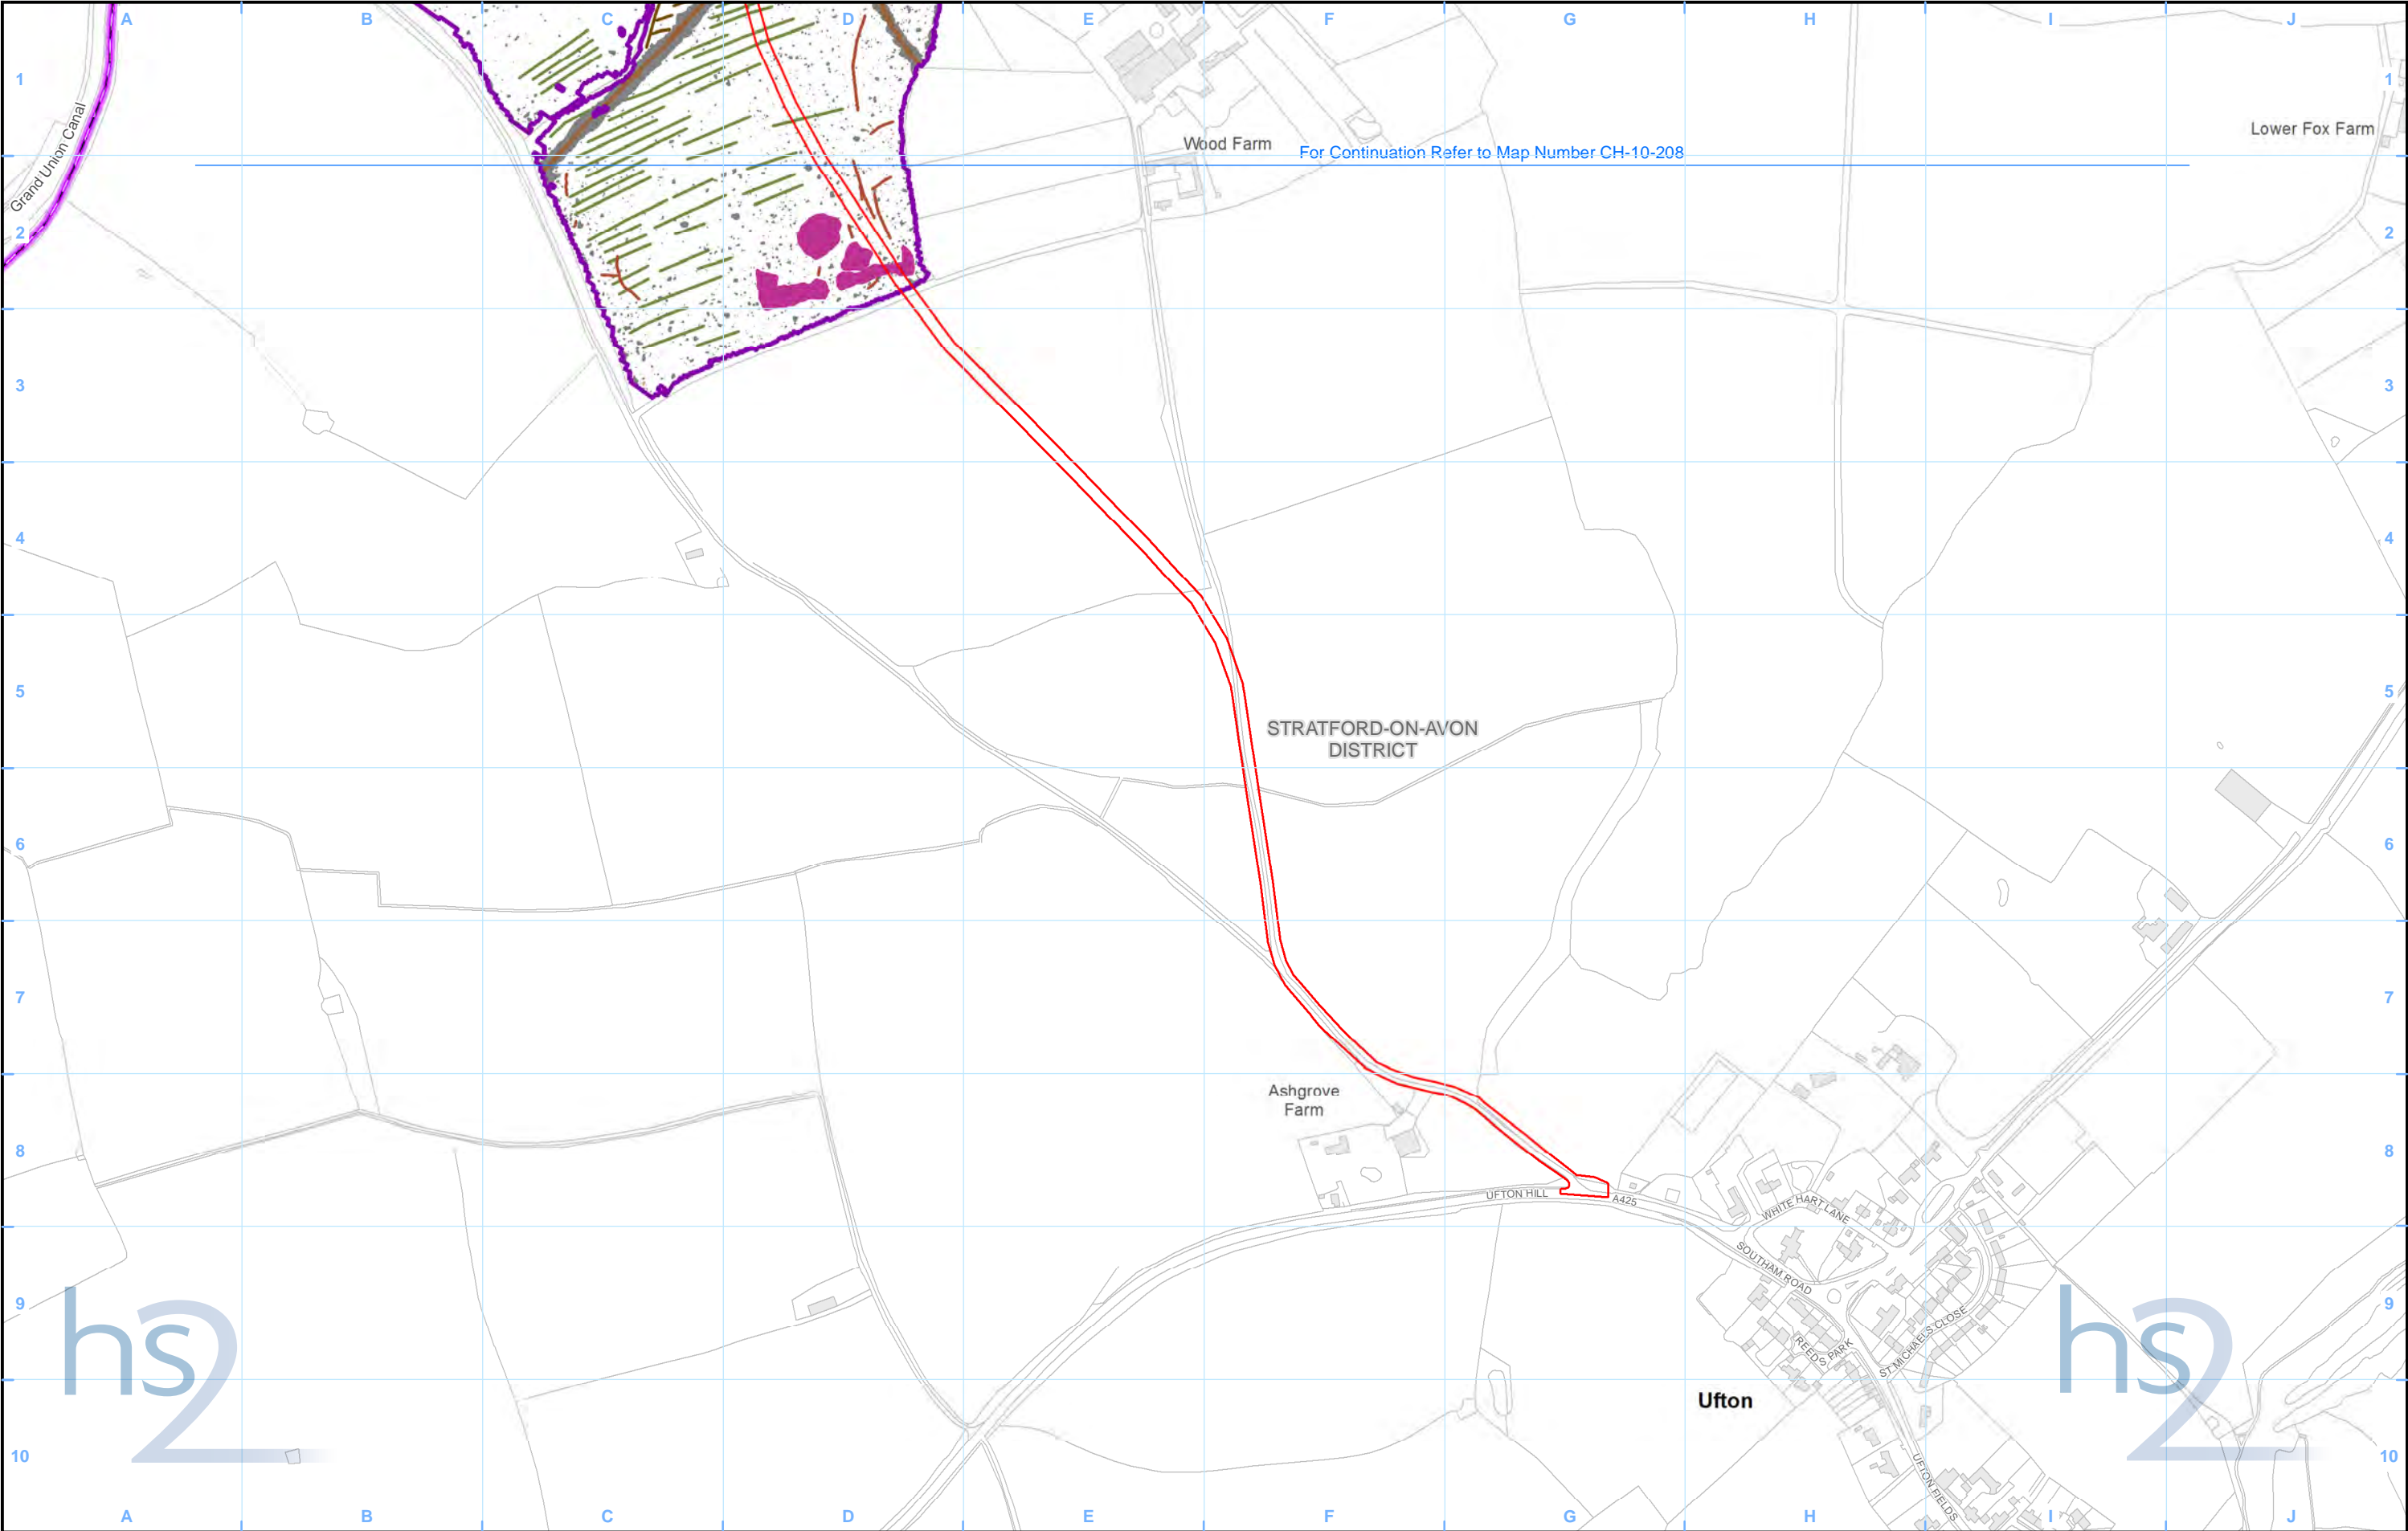 A B C D E F G H I J
1 1
Grand Union Canal
Wood Farm
Lower Fox Farm
For Continuation Refer to Map Number CH-10-208
2 2
3 3
4 4
5 5
STRATFORD-ON-AVON
DISTRICT
6 6
7 7
Ashgrove
Farm
8 8
UFTON HILL
A425
WHITE HART LANE
SOUTHAM ROAD
9 9
hs2
hs2
REEDS PARK
ST MICHAELS CLOSE
Ufton
10 10
UFTON FIELDS
A B C D E F G H I J